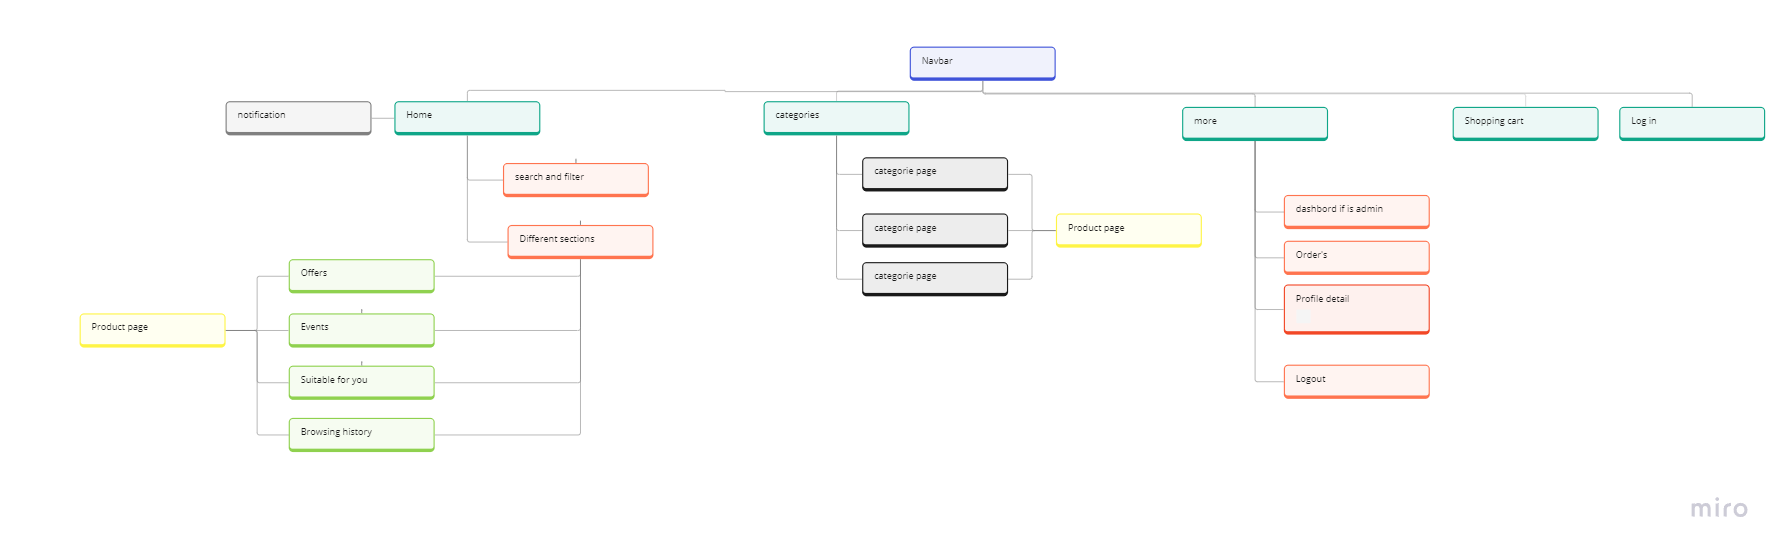 Navbar
notification
Home
categories
more
Shopping cart
Log in
search and filter
categorie page
dashbord if is admin
Different sections
categorie page
Product page
Order's
Offers
categorie page
Profile detail
Product page
Events
Suitable for you
Logout
Browsing history
miro